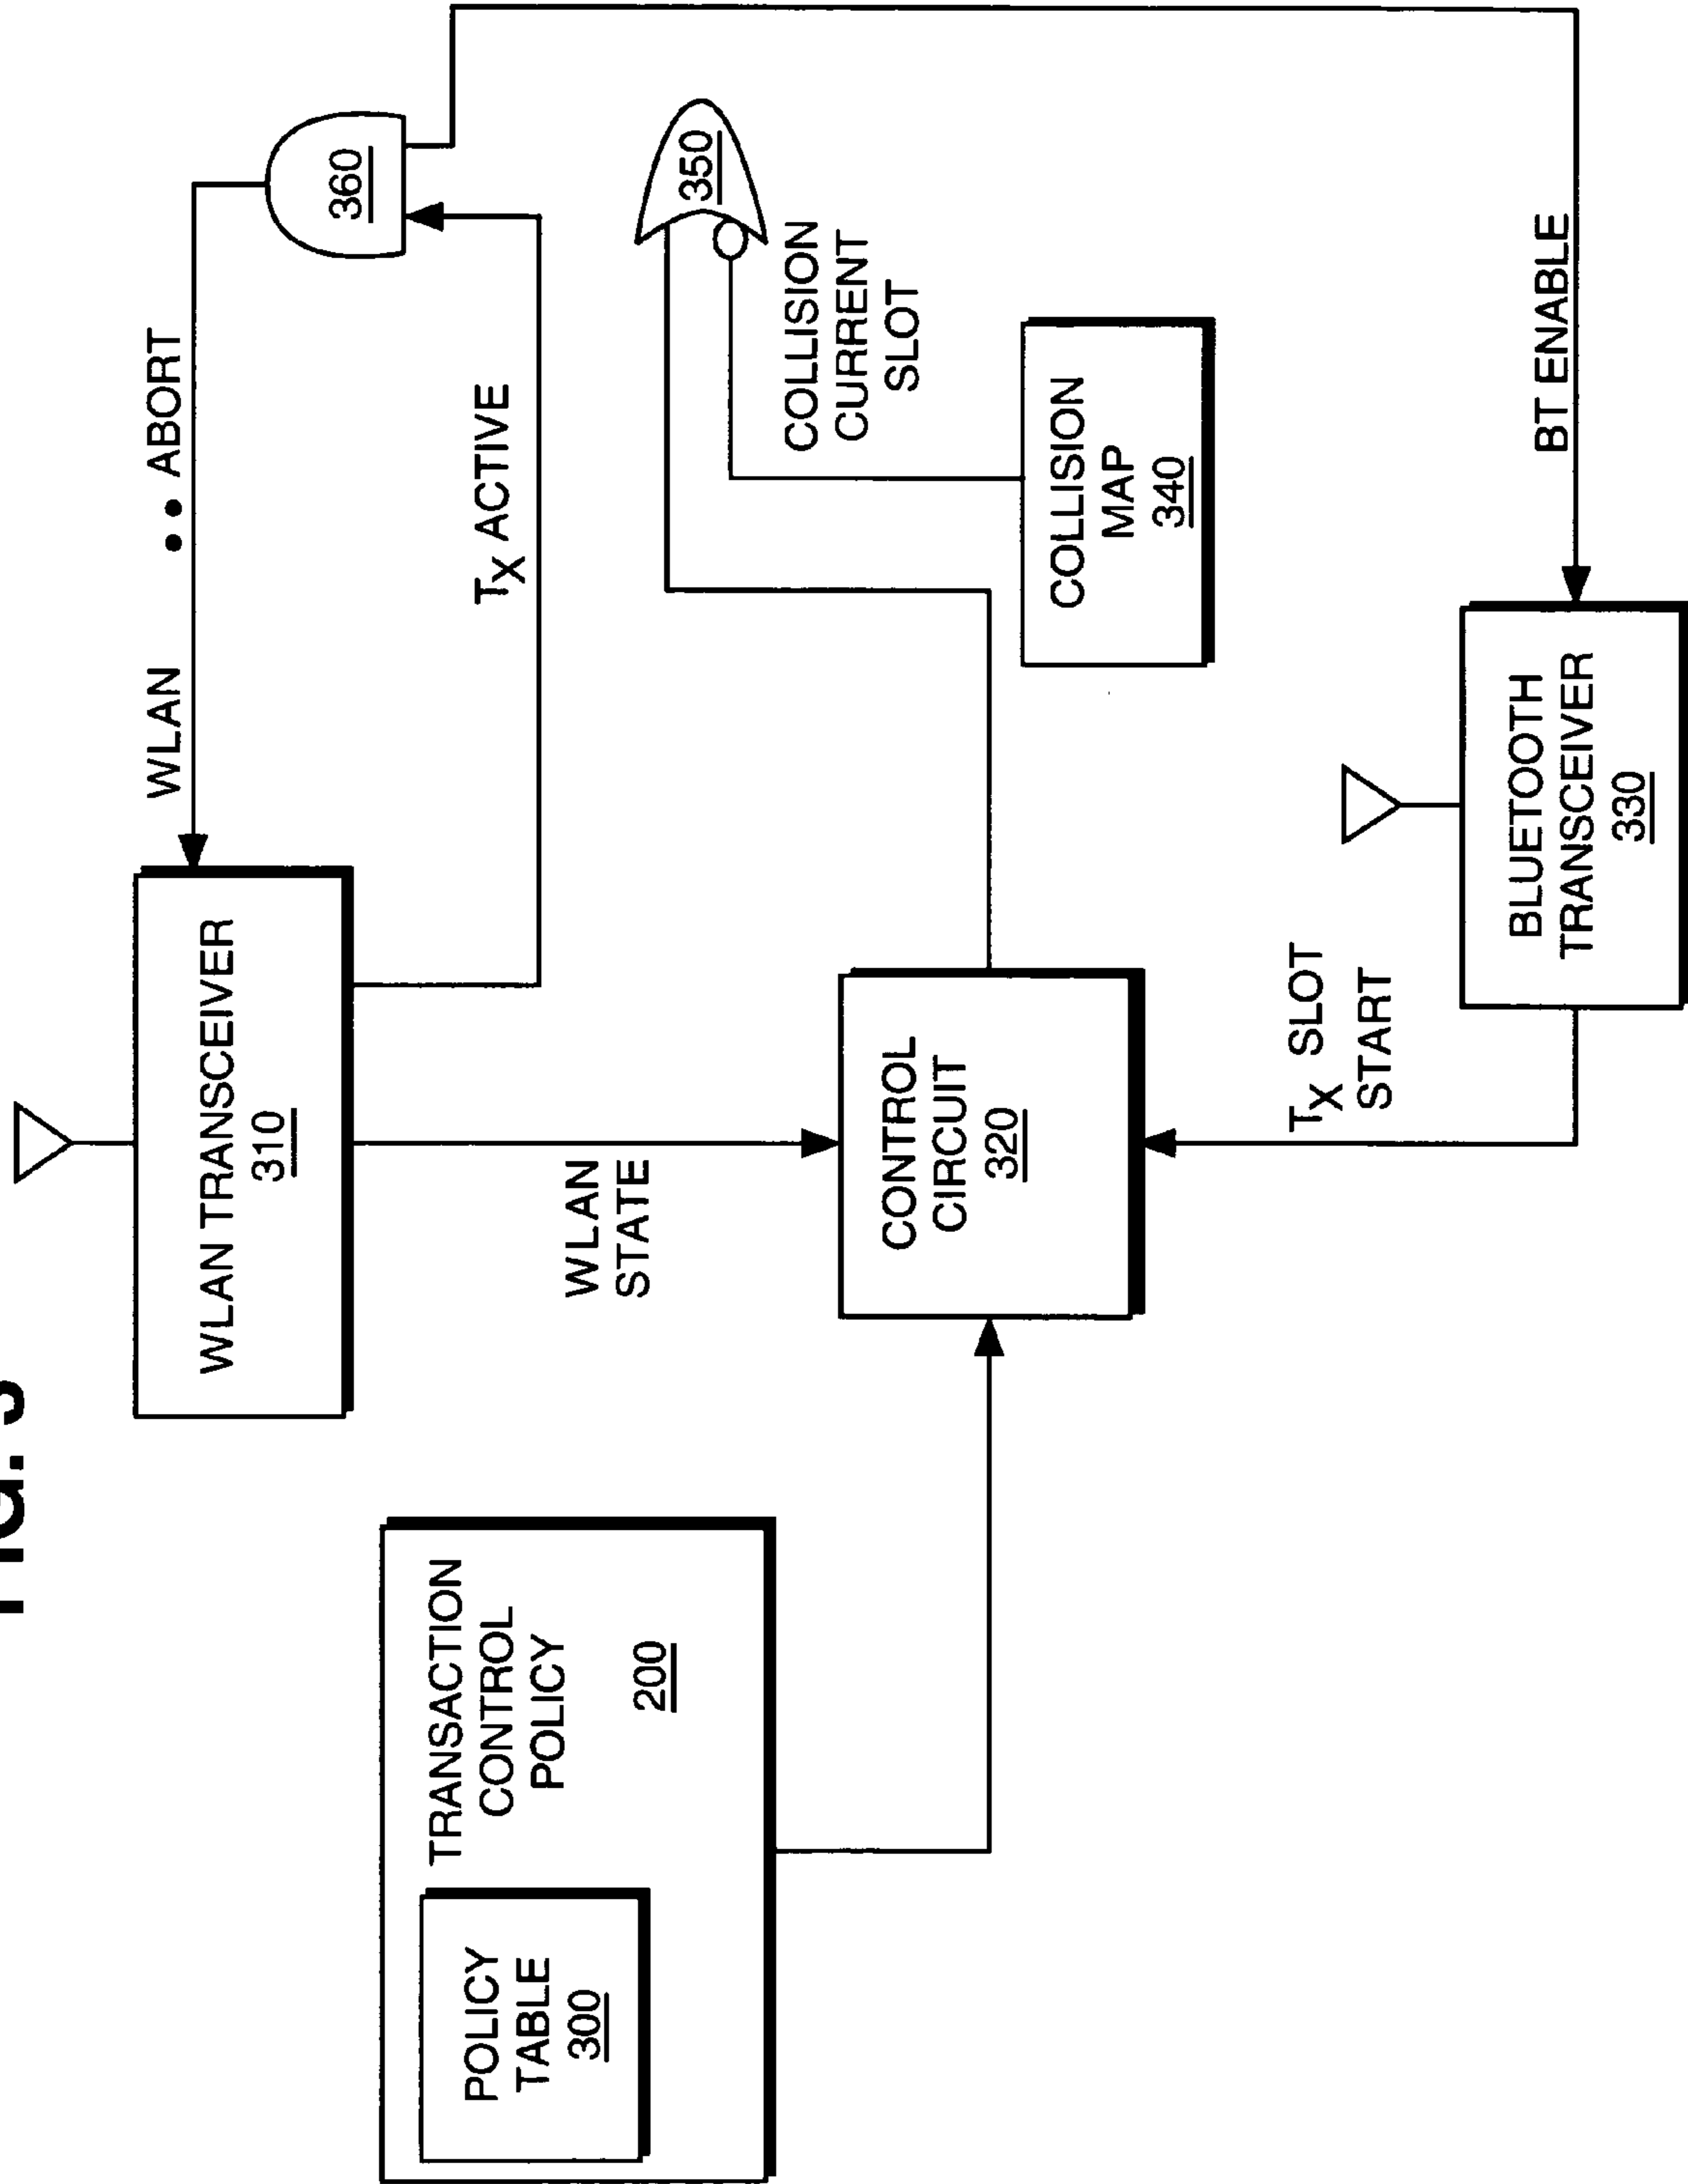 FIG.
WLAN •• ABORT
WLAN TRANSCEIVER
310
360
TRANSACTION
CONTROL
POLICY
200
POLICY
TABLE
300
TX ACTIVE
WLAN
STATE
350
COLLISION
CURRENT
SLOT
CONTROL
CIRCUIT
320
COLLISION
MAP
340
TX SLOT
START
BLUETOOTH
TRANSCEIVER
330
BT ENABLE